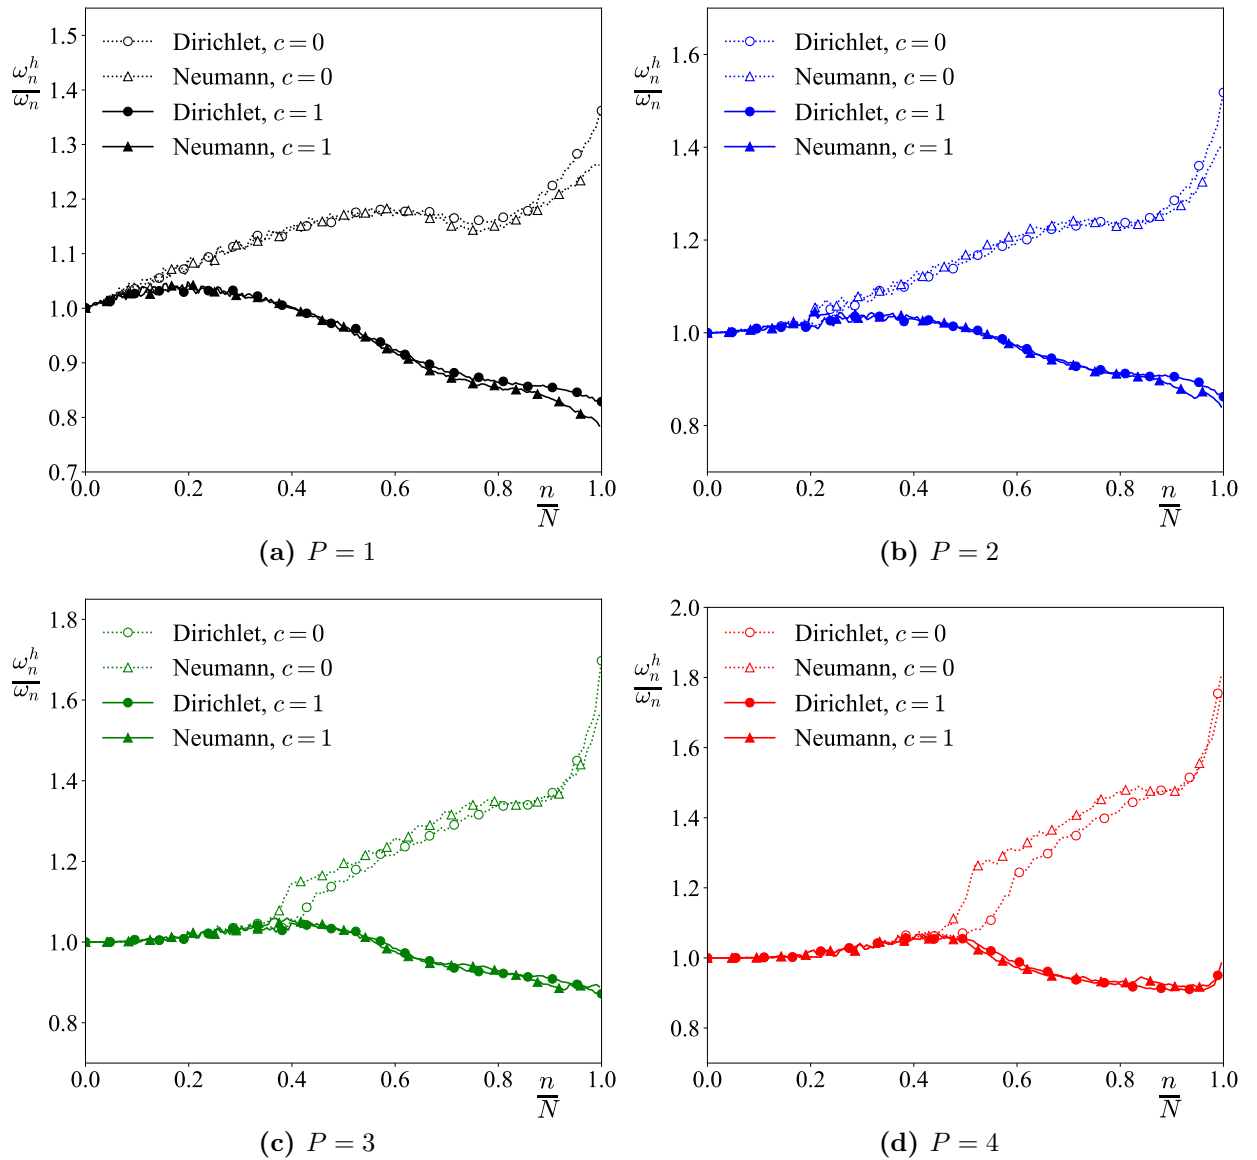 1.5
1.4
1.3
1.2
1.1
1.0
0.9
0.8
0.7
ω_n^h / ω_n
Dirichlet, c = 0
Neumann, c = 0
Dirichlet, c = 1
Neumann, c = 1
0.0 0.2 0.4 0.6 0.8 1.0
n / N
(a) P = 1
1.6
1.4
1.2
1.0
0.8
ω_n^h / ω_n
Dirichlet, c = 0
Neumann, c = 0
Dirichlet, c = 1
Neumann, c = 1
0.0 0.2 0.4 0.6 0.8 1.0
n / N
(b) P = 2
1.8
1.6
1.4
1.2
1.0
0.8
ω_n^h / ω_n
Dirichlet, c = 0
Neumann, c = 0
Dirichlet, c = 1
Neumann, c = 1
0.0 0.2 0.4 0.6 0.8 1.0
n / N
(c) P = 3
2.0
1.8
1.6
1.4
1.2
1.0
0.8
ω_n^h / ω_n
Dirichlet, c = 0
Neumann, c = 0
Dirichlet, c = 1
Neumann, c = 1
0.0 0.2 0.4 0.6 0.8 1.0
n / N
(d) P = 4